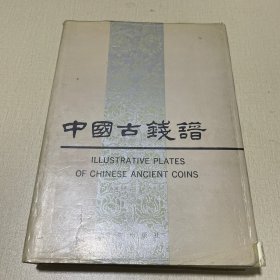 中國古錢譜
ILLUSTRATIVE PLATES
OF CHINESE ANCIENT COINS